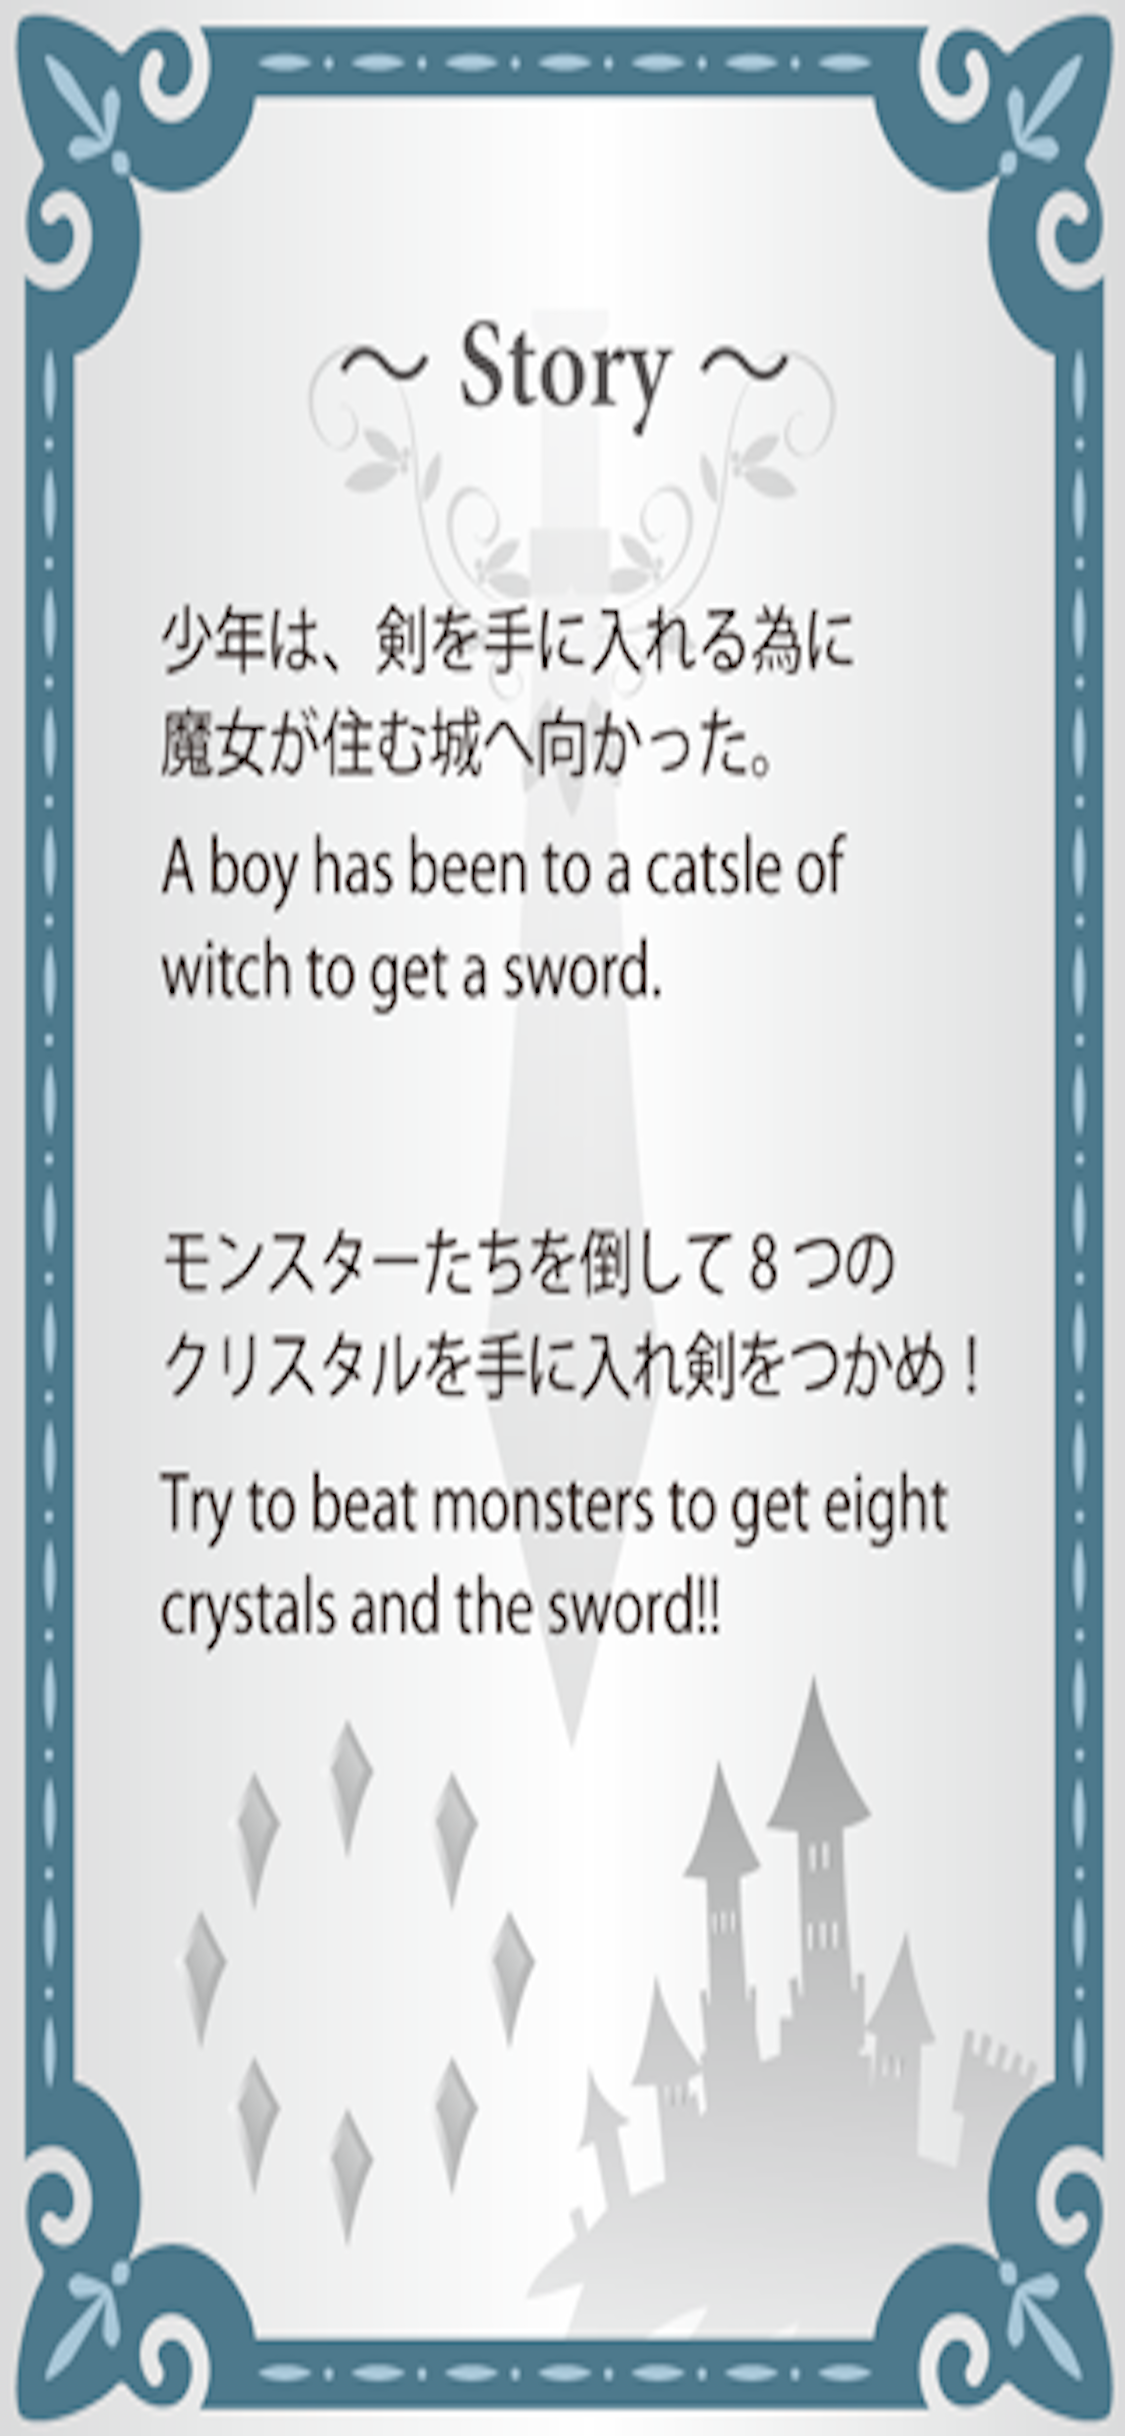 ～ Story ～
少年は、剣を手に入れる為に
魔女が住む城へ向かった。
A boy has been to a catsle of
witch to get a sword.
モンスターたちを倒して 8 つの
クリスタルを手に入れ剣をつかめ！
Try to beat monsters to get eight
crystals and the sword!!